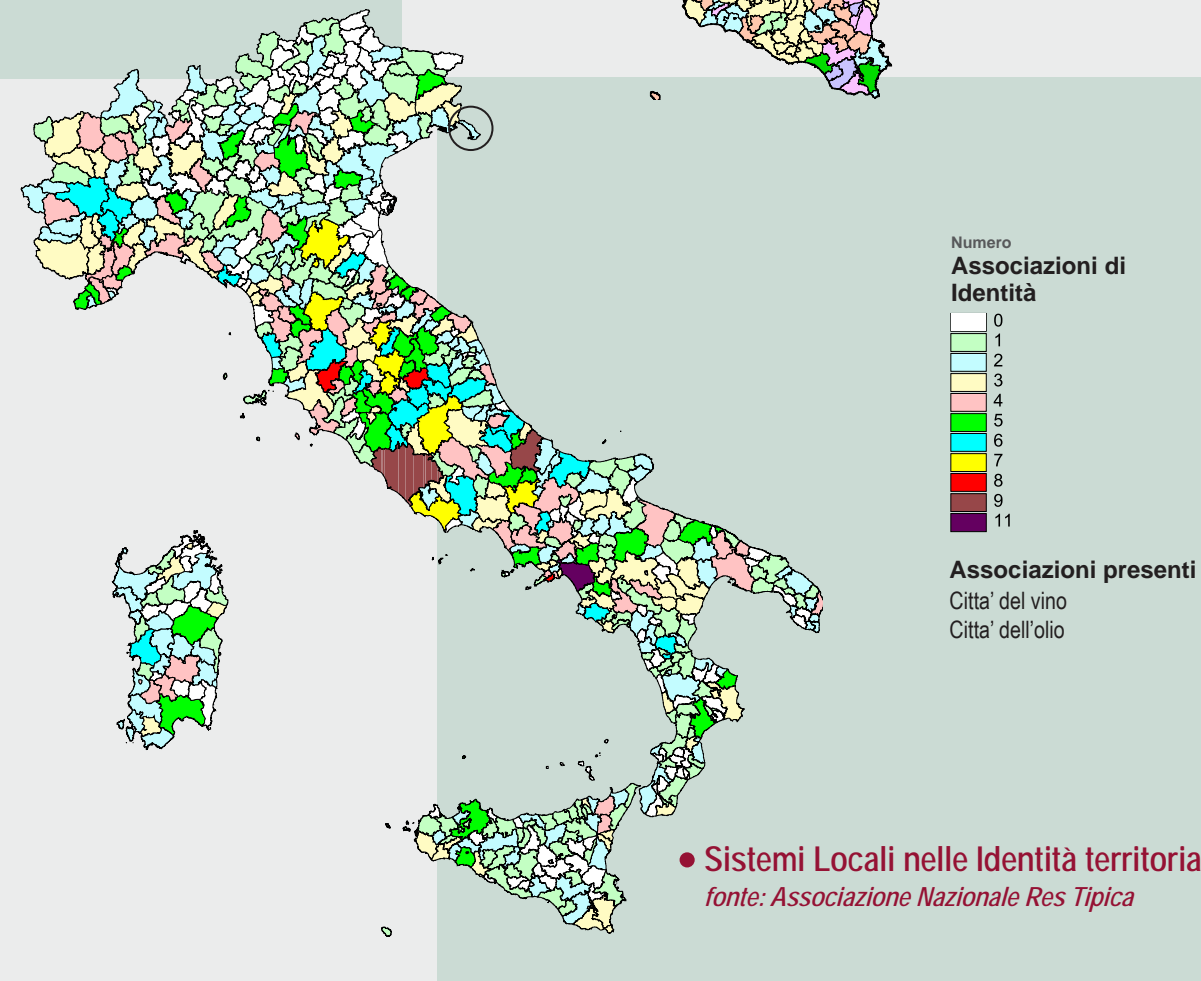 Numero
Associazioni di
Identità
0
1
2
3
4
5
6
7
8
9
11
Associazioni presenti
Citta' del vino
Citta' dell'olio
• Sistemi Locali nelle Identità territoria
fonte: Associazione Nazionale Res Tipica